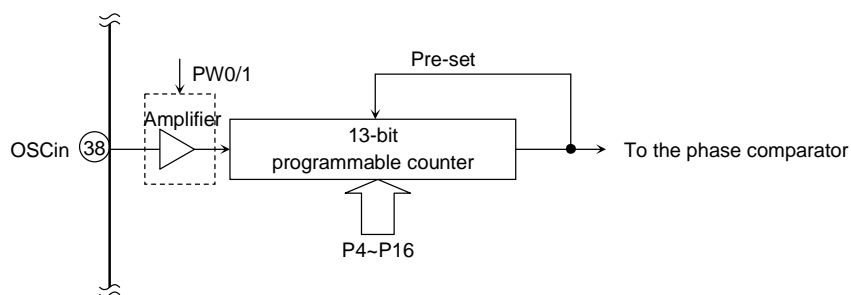 PW0/1
Pre-set
Amplifier
OSCin 38
13-bit
programmable counter
To the phase comparator
P4~P16